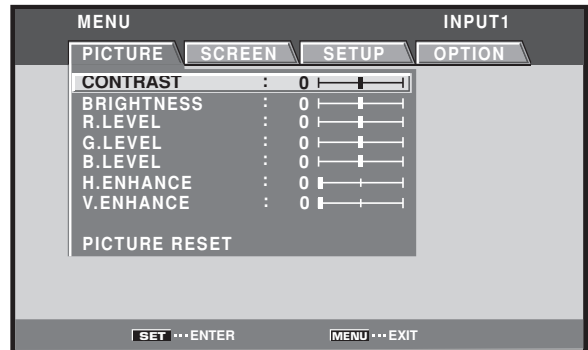 MENU INPUT1
PICTURE SCREEN SETUP OPTION
CONTRAST : 0
BRIGHTNESS : 0
R.LEVEL : 0
G.LEVEL : 0
B.LEVEL : 0
H.ENHANCE : 0
V.ENHANCE : 0
PICTURE RESET
SET ··· ENTER MENU ··· EXIT